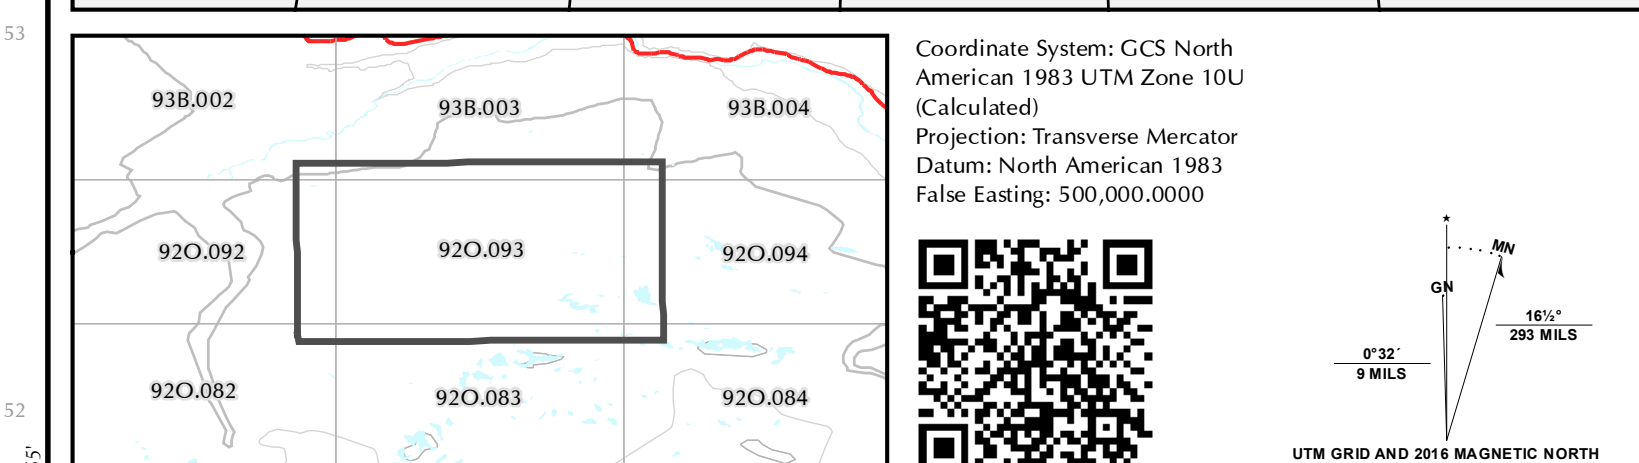 53
93B.002
93B.003
93B.004
92O.092
92O.093
92O.094
92O.082
92O.083
92O.084
52
Coordinate System: GCS North
American 1983 UTM Zone 10U
(Calculated)
Projection: Transverse Mercator
Datum: North American 1983
False Easting: 500,000.0000
MN
GN
16½°
293 MILS
0°32´
9 MILS
UTM GRID AND 2016 MAGNETIC NORTH